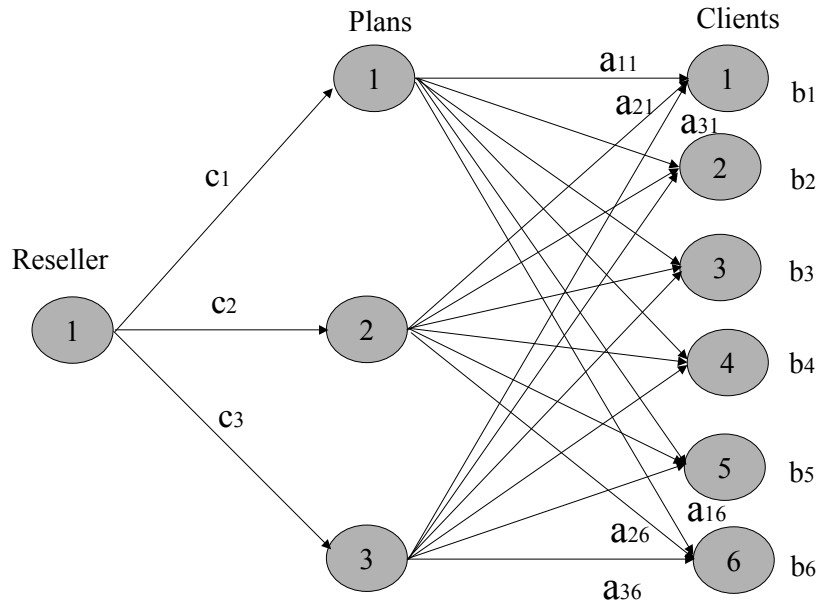 Plans
Clients
1
a11
1
b1
a21
a31
2
b2
c1
Reseller
3
b3
1
c2
2
4
b4
c3
5
b5
a16
a26
3
6
b6
a36